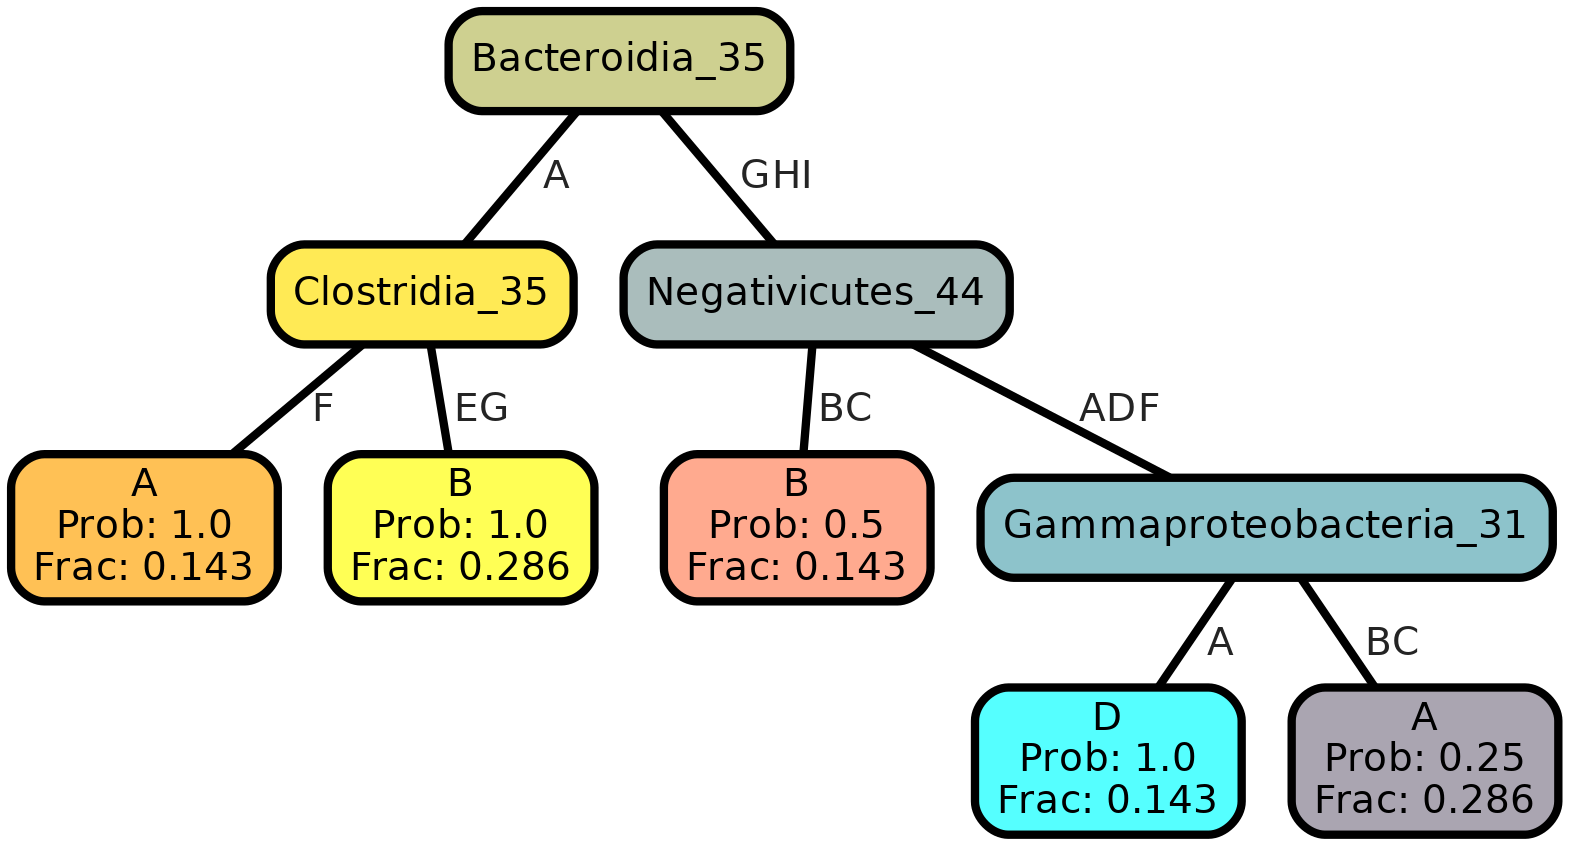 Bacteroidia_35
A
GHI
Clostridia_35
Negativicutes_44
F
EG
BC
ADF
A
Prob: 1.0
Frac: 0.143
B
Prob: 1.0
Frac: 0.286
B
Prob: 0.5
Frac: 0.143
Gammaproteobacteria_31
A
BC
D
Prob: 1.0
Frac: 0.143
A
Prob: 0.25
Frac: 0.286